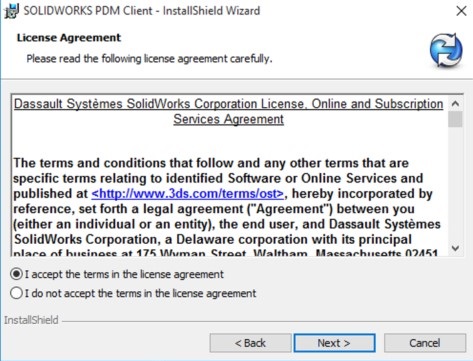 SOLIDWORKS PDM Client - InstallShield Wizard
License Agreement
Please read the following license agreement carefully.
Dassault Systèmes SolidWorks Corporation License, Online and Subscription
Services Agreement
The terms and conditions that follow and any other terms that are
specific terms relating to identified Software or Online Services and
published at <http://www.3ds.com/terms/ost>, hereby incorporated by
reference, set forth a legal agreement ("Agreement") between you
(either an individual or an entity), the end user, and Dassault Systèmes
SolidWorks Corporation, a Delaware corporation with its principal
place of business at 175 Wyman Street, Waltham, Massachusetts 02451
I accept the terms in the license agreement
I do not accept the terms in the license agreement
InstallShield
< Back Next > Cancel